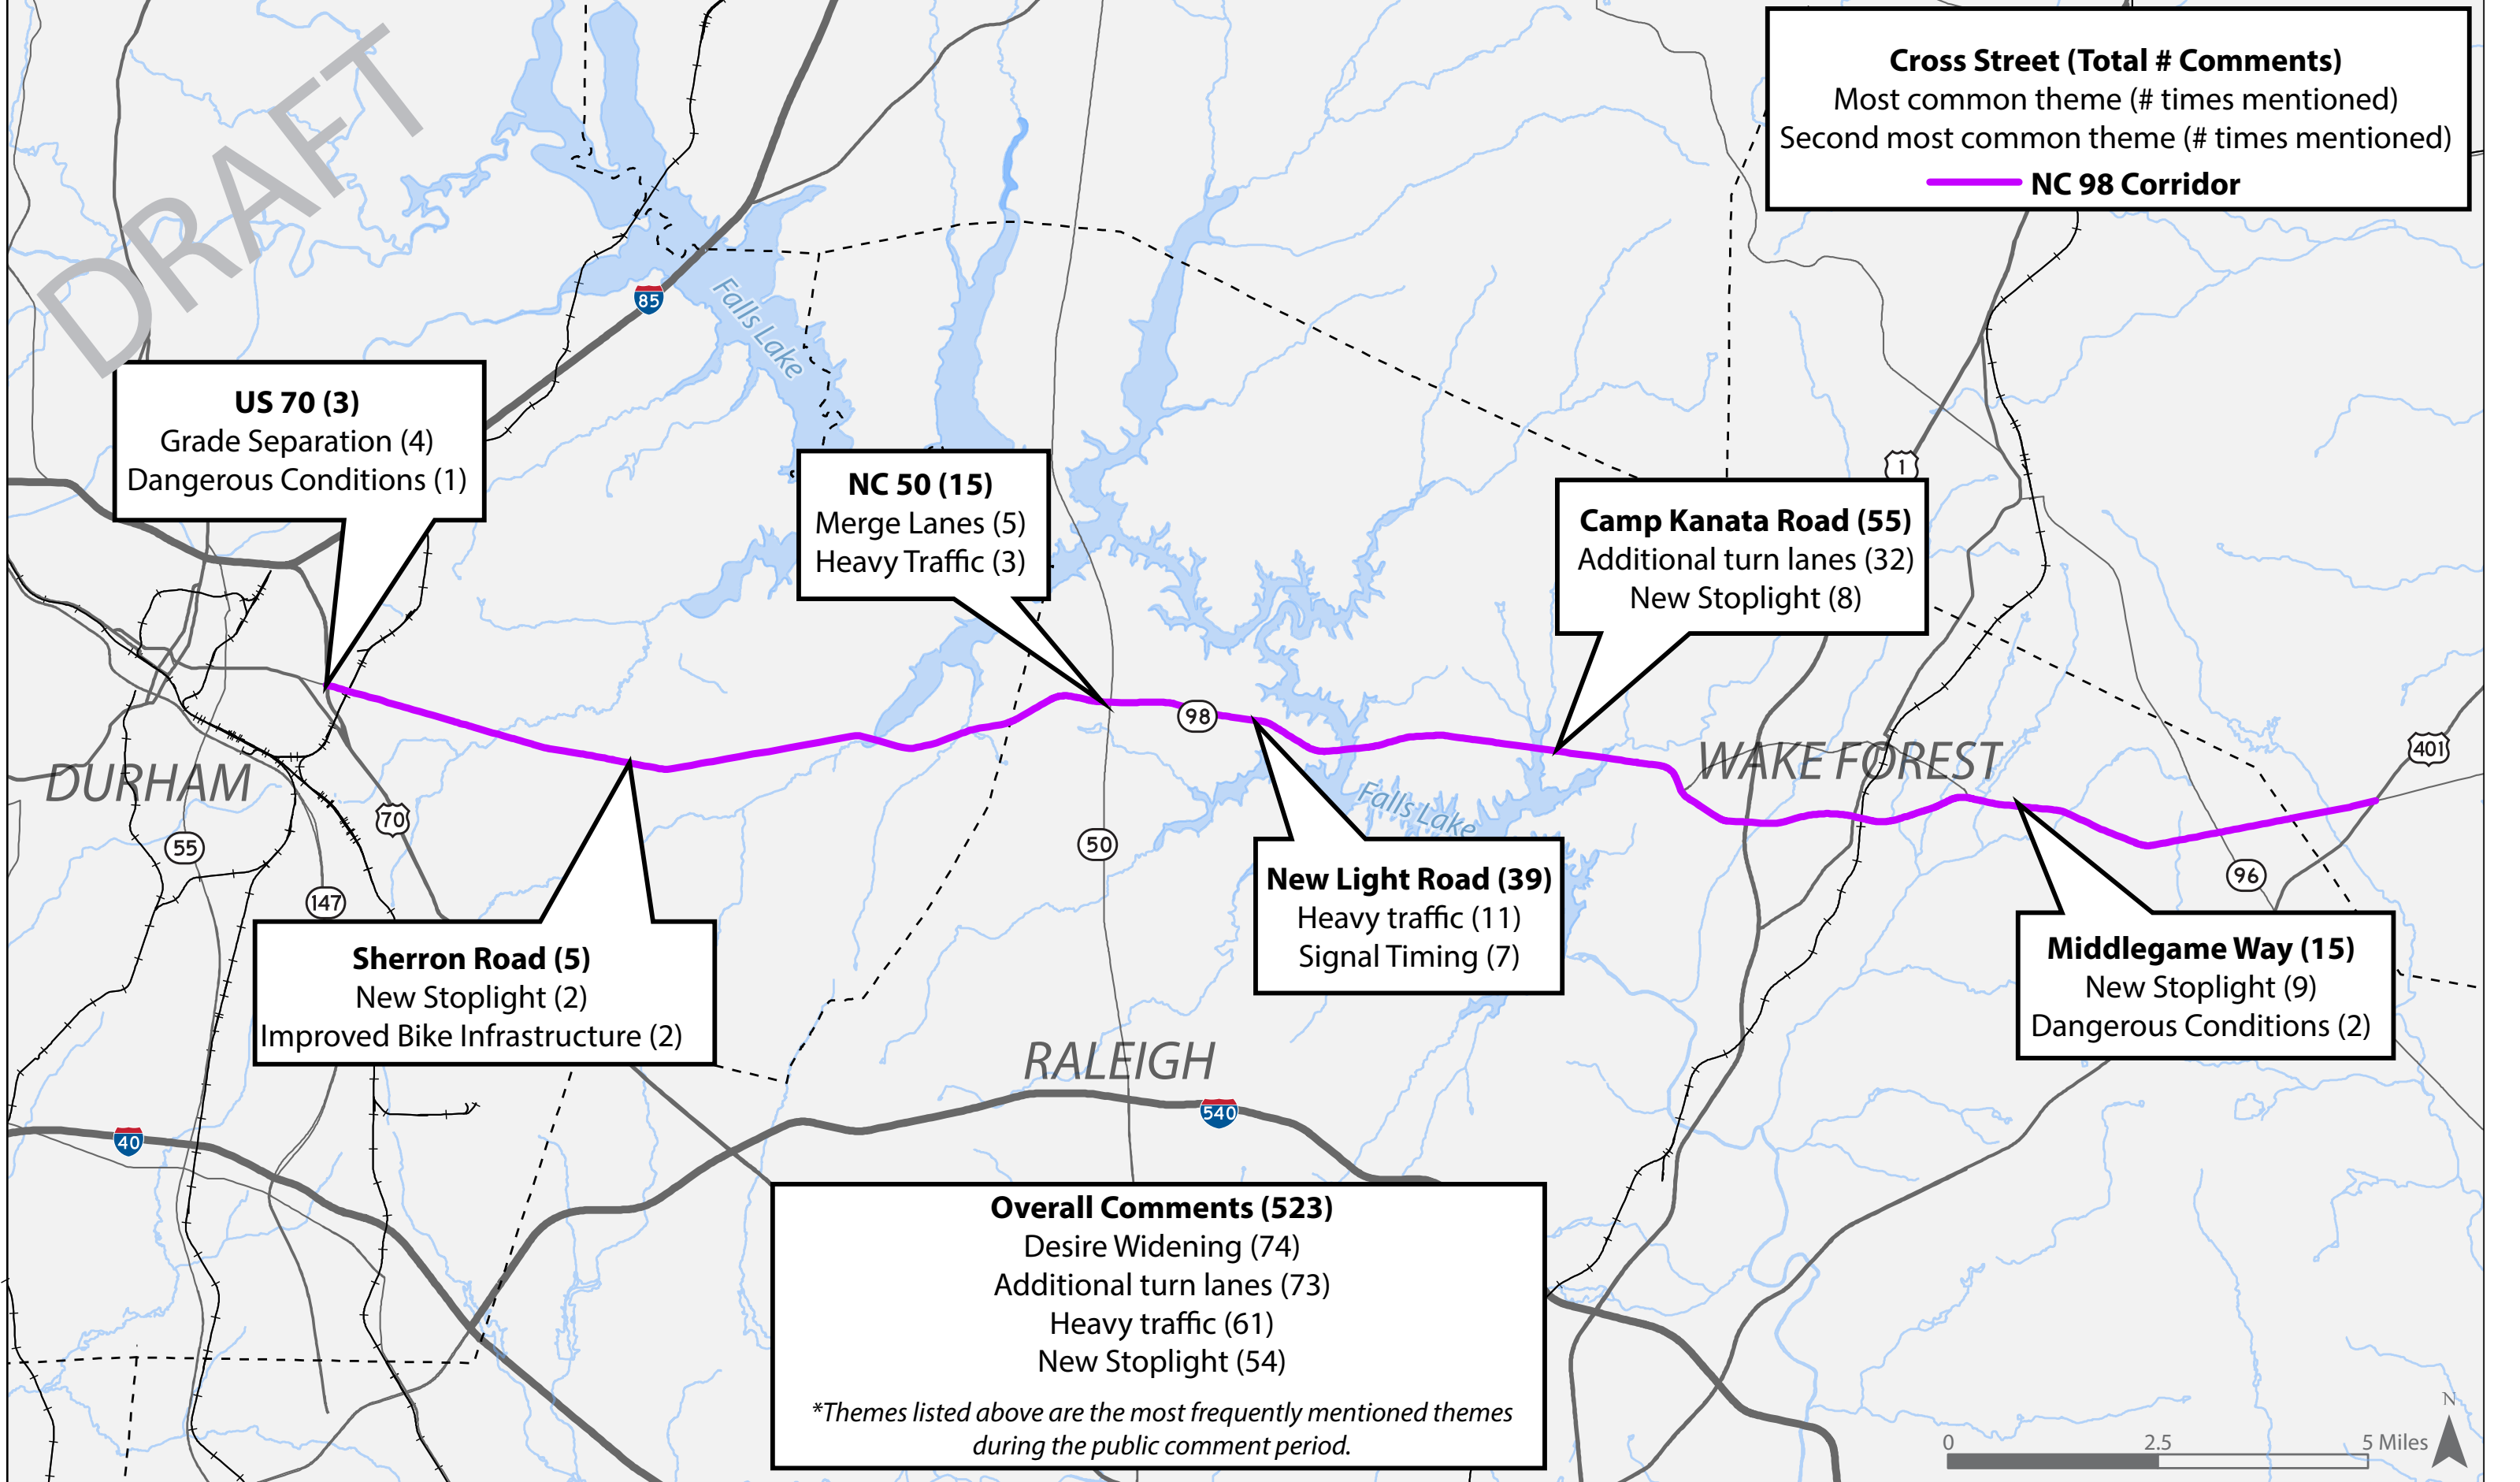 DRAFT
Cross Street (Total # Comments)
Most common theme (# times mentioned)
Second most common theme (# times mentioned)
NC 98 Corridor
85
Falls Lake
US 70 (3)
Grade Separation (4)
Dangerous Conditions (1)
NC 50 (15)
Merge Lanes (5)
Heavy Traffic (3)
1
Camp Kanata Road (55)
Additional turn lanes (32)
New Stoplight (8)
98
WAKE FOREST
401
DURHAM
70
55
147
50
Falls Lake
96
New Light Road (39)
Heavy traffic (11)
Signal Timing (7)
Sherron Road (5)
New Stoplight (2)
Improved Bike Infrastructure (2)
Middlegame Way (15)
New Stoplight (9)
Dangerous Conditions (2)
RALEIGH
540
40
Overall Comments (523)
Desire Widening (74)
Additional turn lanes (73)
Heavy traffic (61)
New Stoplight (54)
*Themes listed above are the most frequently mentioned themes
during the public comment period.
N
0 2.5 5 Miles